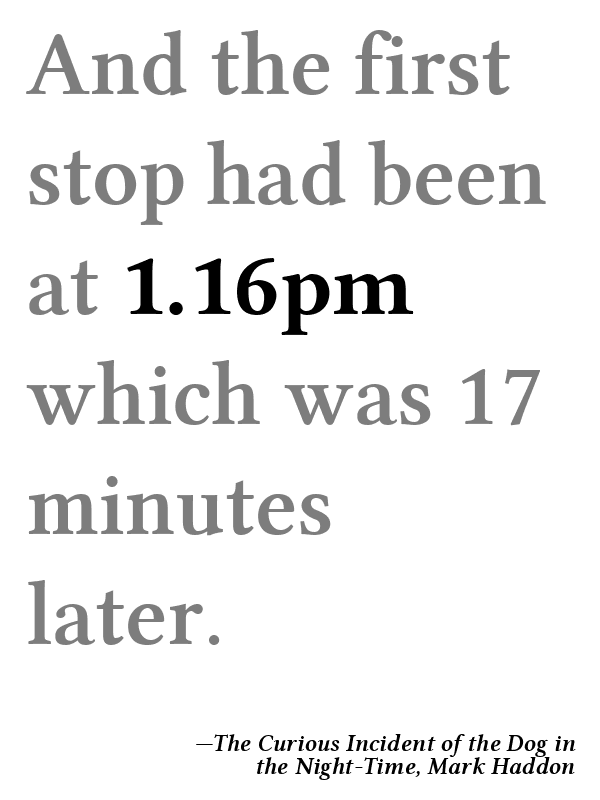 And the first
stop had been
at 1.16pm
which was 17
minutes
later.
—The Curious Incident of the Dog in
the Night-Time, Mark Haddon